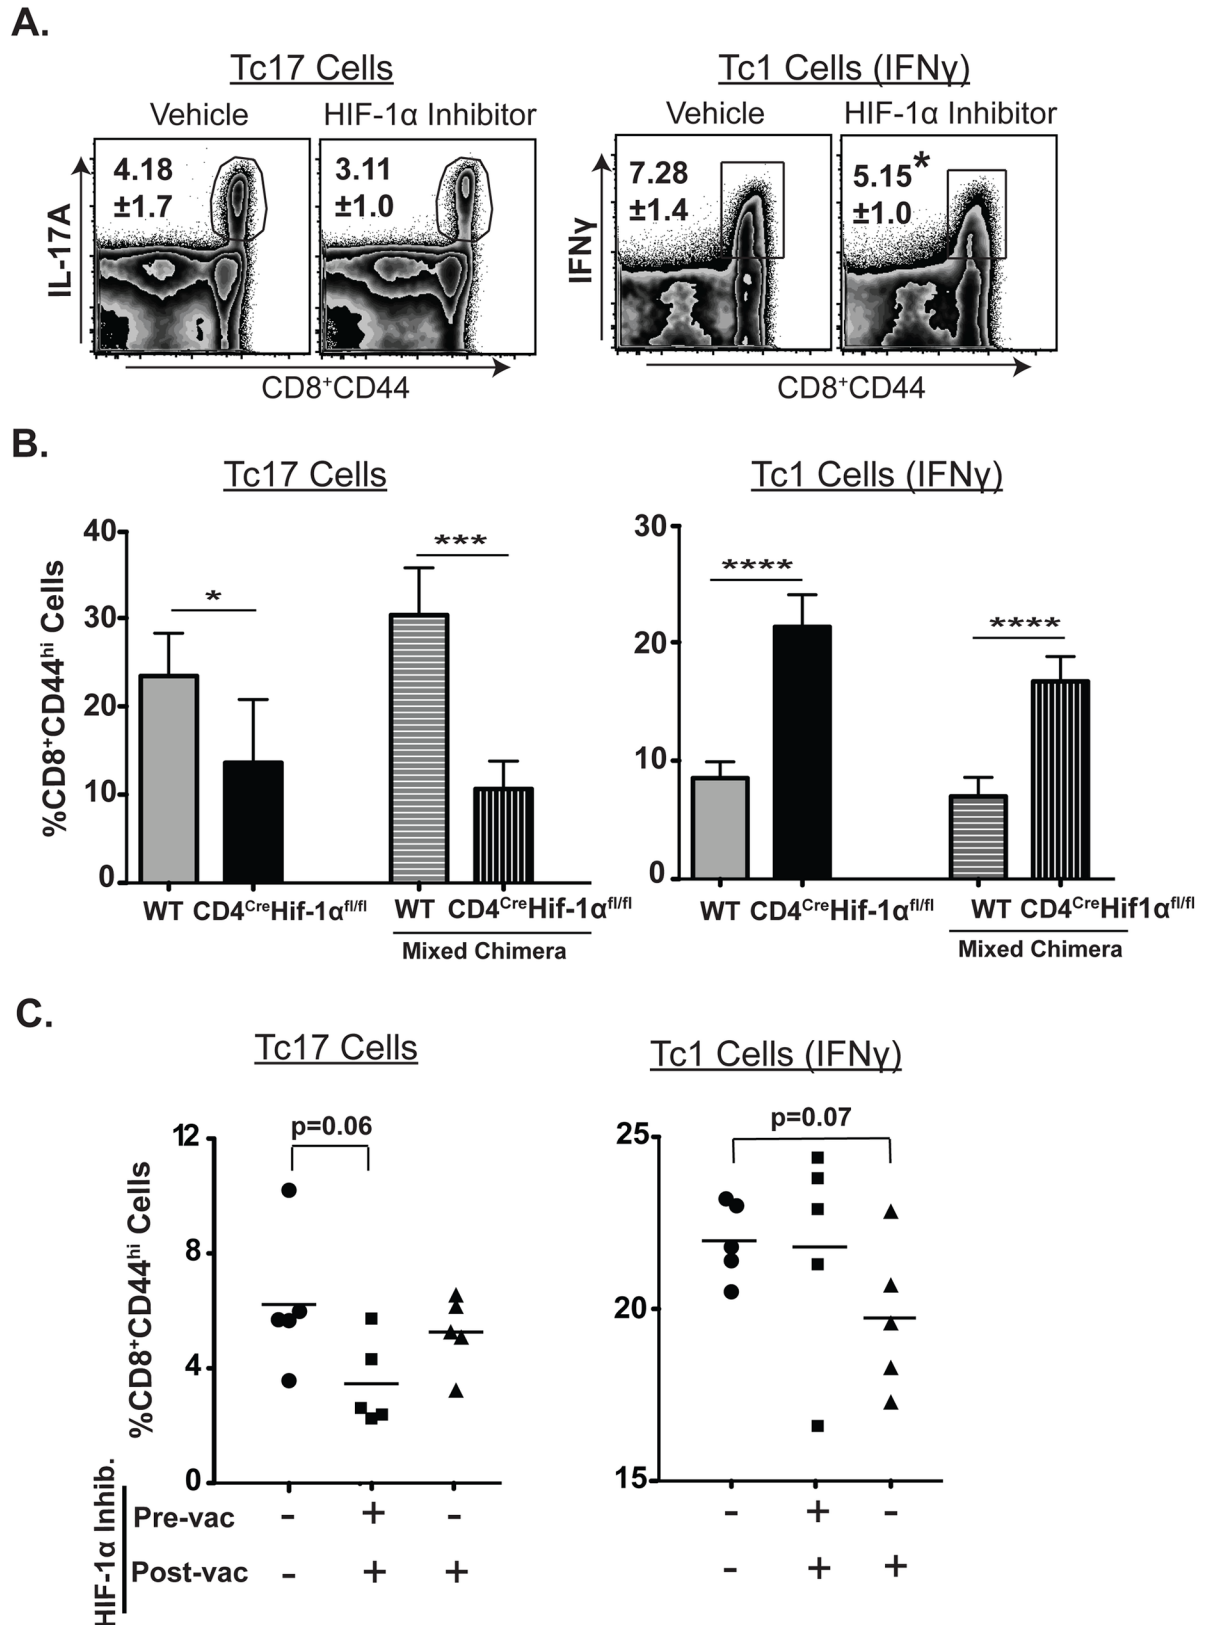 A.
Tc17 Cells
Tc1 Cells (IFNγ)
Vehicle
HIF-1α Inhibitor
Vehicle
HIF-1α Inhibitor
4.18
±1.7
3.11
±1.0
7.28
±1.4
5.15*
±1.0
IL-17A
IFNγ
CD8⁺CD44
CD8⁺CD44
B.
Tc17 Cells
Tc1 Cells (IFNγ)
%CD8⁺CD44ʰⁱ Cells
40
30
20
10
0
*
***
30
20
10
0
****
****
WT CD4ᶜʳᵉHif-1αᶠˡ/ᶠˡ
WT CD4ᶜʳᵉHif-1αᶠˡ/ᶠˡ
Mixed Chimera
WT CD4ᶜʳᵉHif-1αᶠˡ/ᶠˡ
WT CD4ᶜʳᵉHif1αᶠˡ/ᶠˡ
Mixed Chimera
C.
Tc17 Cells
Tc1 Cells (IFNγ)
%CD8⁺CD44ʰⁱ Cells
12
8
4
0
p=0.06
25
20
15
p=0.07
HIF-1α Inhib.
Pre-vac - + - - + -
Post-vac - + + - + +